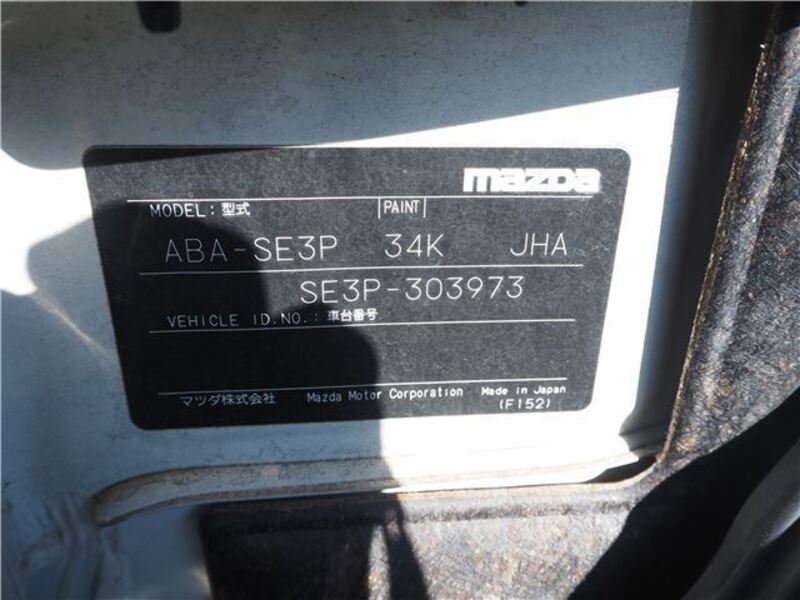 mazda
MODEL: 型式 PAINT
ABA-SE3P 34K JHA
SE3P-303973
VEHICLE ID.NO.: 車台番号
マツダ株式会社 Mazda Motor Corporation Made in Japan
(F152)